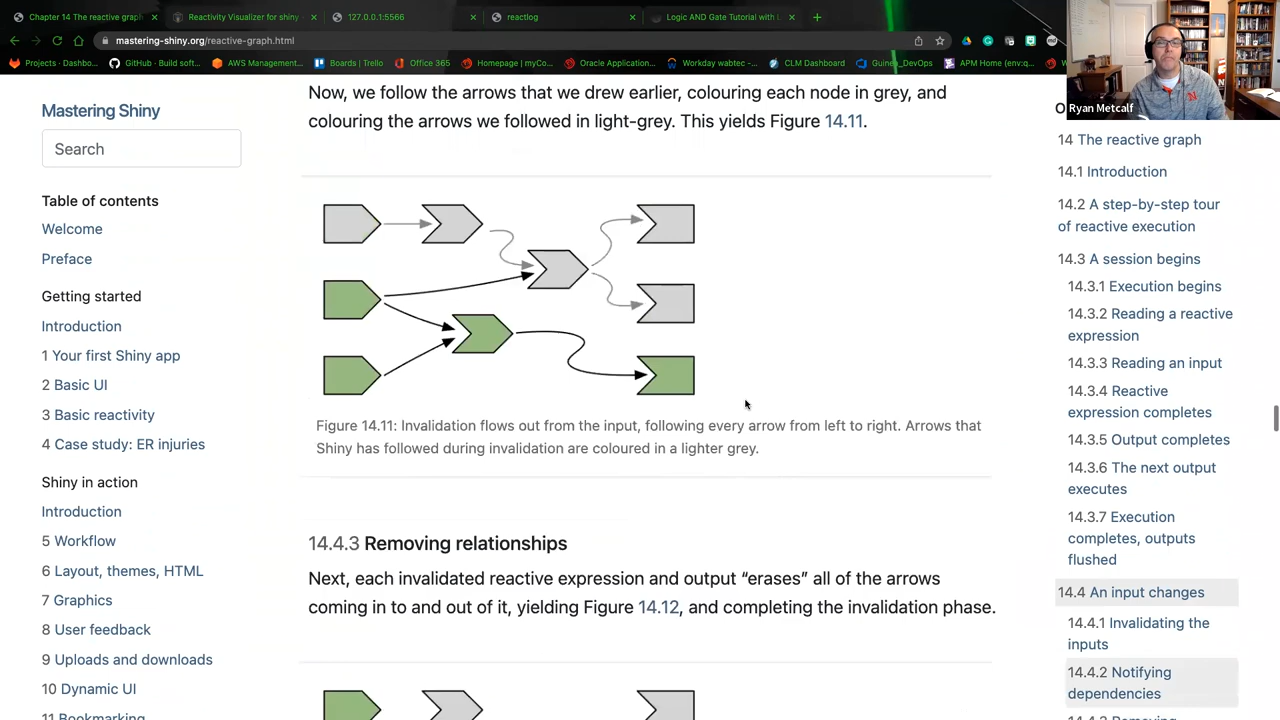 Chapter 14 The reactive graph
Reactivity Visualizer for shiny
127.0.0.1:5566
reactlog
Logic AND Gate Tutorial with L
mastering-shiny.org/reactive-graph.html
Projects · Dashbo...
GitHub · Build soft...
AWS Management...
Boards | Trello
Office 365
Homepage | myCo...
Oracle Application...
Workday wabtec -...
CLM Dashboard
Guinea_DevOps
APM Home (env:q...
Ryan Metcalf
Mastering Shiny
Search
Table of contents
Welcome
Preface
Getting started
Introduction
1 Your first Shiny app
2 Basic UI
3 Basic reactivity
4 Case study: ER injuries
Shiny in action
Introduction
5 Workflow
6 Layout, themes, HTML
7 Graphics
8 User feedback
9 Uploads and downloads
10 Dynamic UI
11 Bookmarking
Now, we follow the arrows that we drew earlier, colouring each node in grey, and
colouring the arrows we followed in light-grey. This yields Figure 14.11.
Figure 14.11: Invalidation flows out from the input, following every arrow from left to right. Arrows that
Shiny has followed during invalidation are coloured in a lighter grey.
14.4.3 Removing relationships
Next, each invalidated reactive expression and output “erases” all of the arrows
coming in to and out of it, yielding Figure 14.12, and completing the invalidation phase.
O
14 The reactive graph
14.1 Introduction
14.2 A step-by-step tour
of reactive execution
14.3 A session begins
14.3.1 Execution begins
14.3.2 Reading a reactive
expression
14.3.3 Reading an input
14.3.4 Reactive
expression completes
14.3.5 Output completes
14.3.6 The next output
executes
14.3.7 Execution
completes, outputs
flushed
14.4 An input changes
14.4.1 Invalidating the
inputs
14.4.2 Notifying
dependencies
14.4.3 Removing